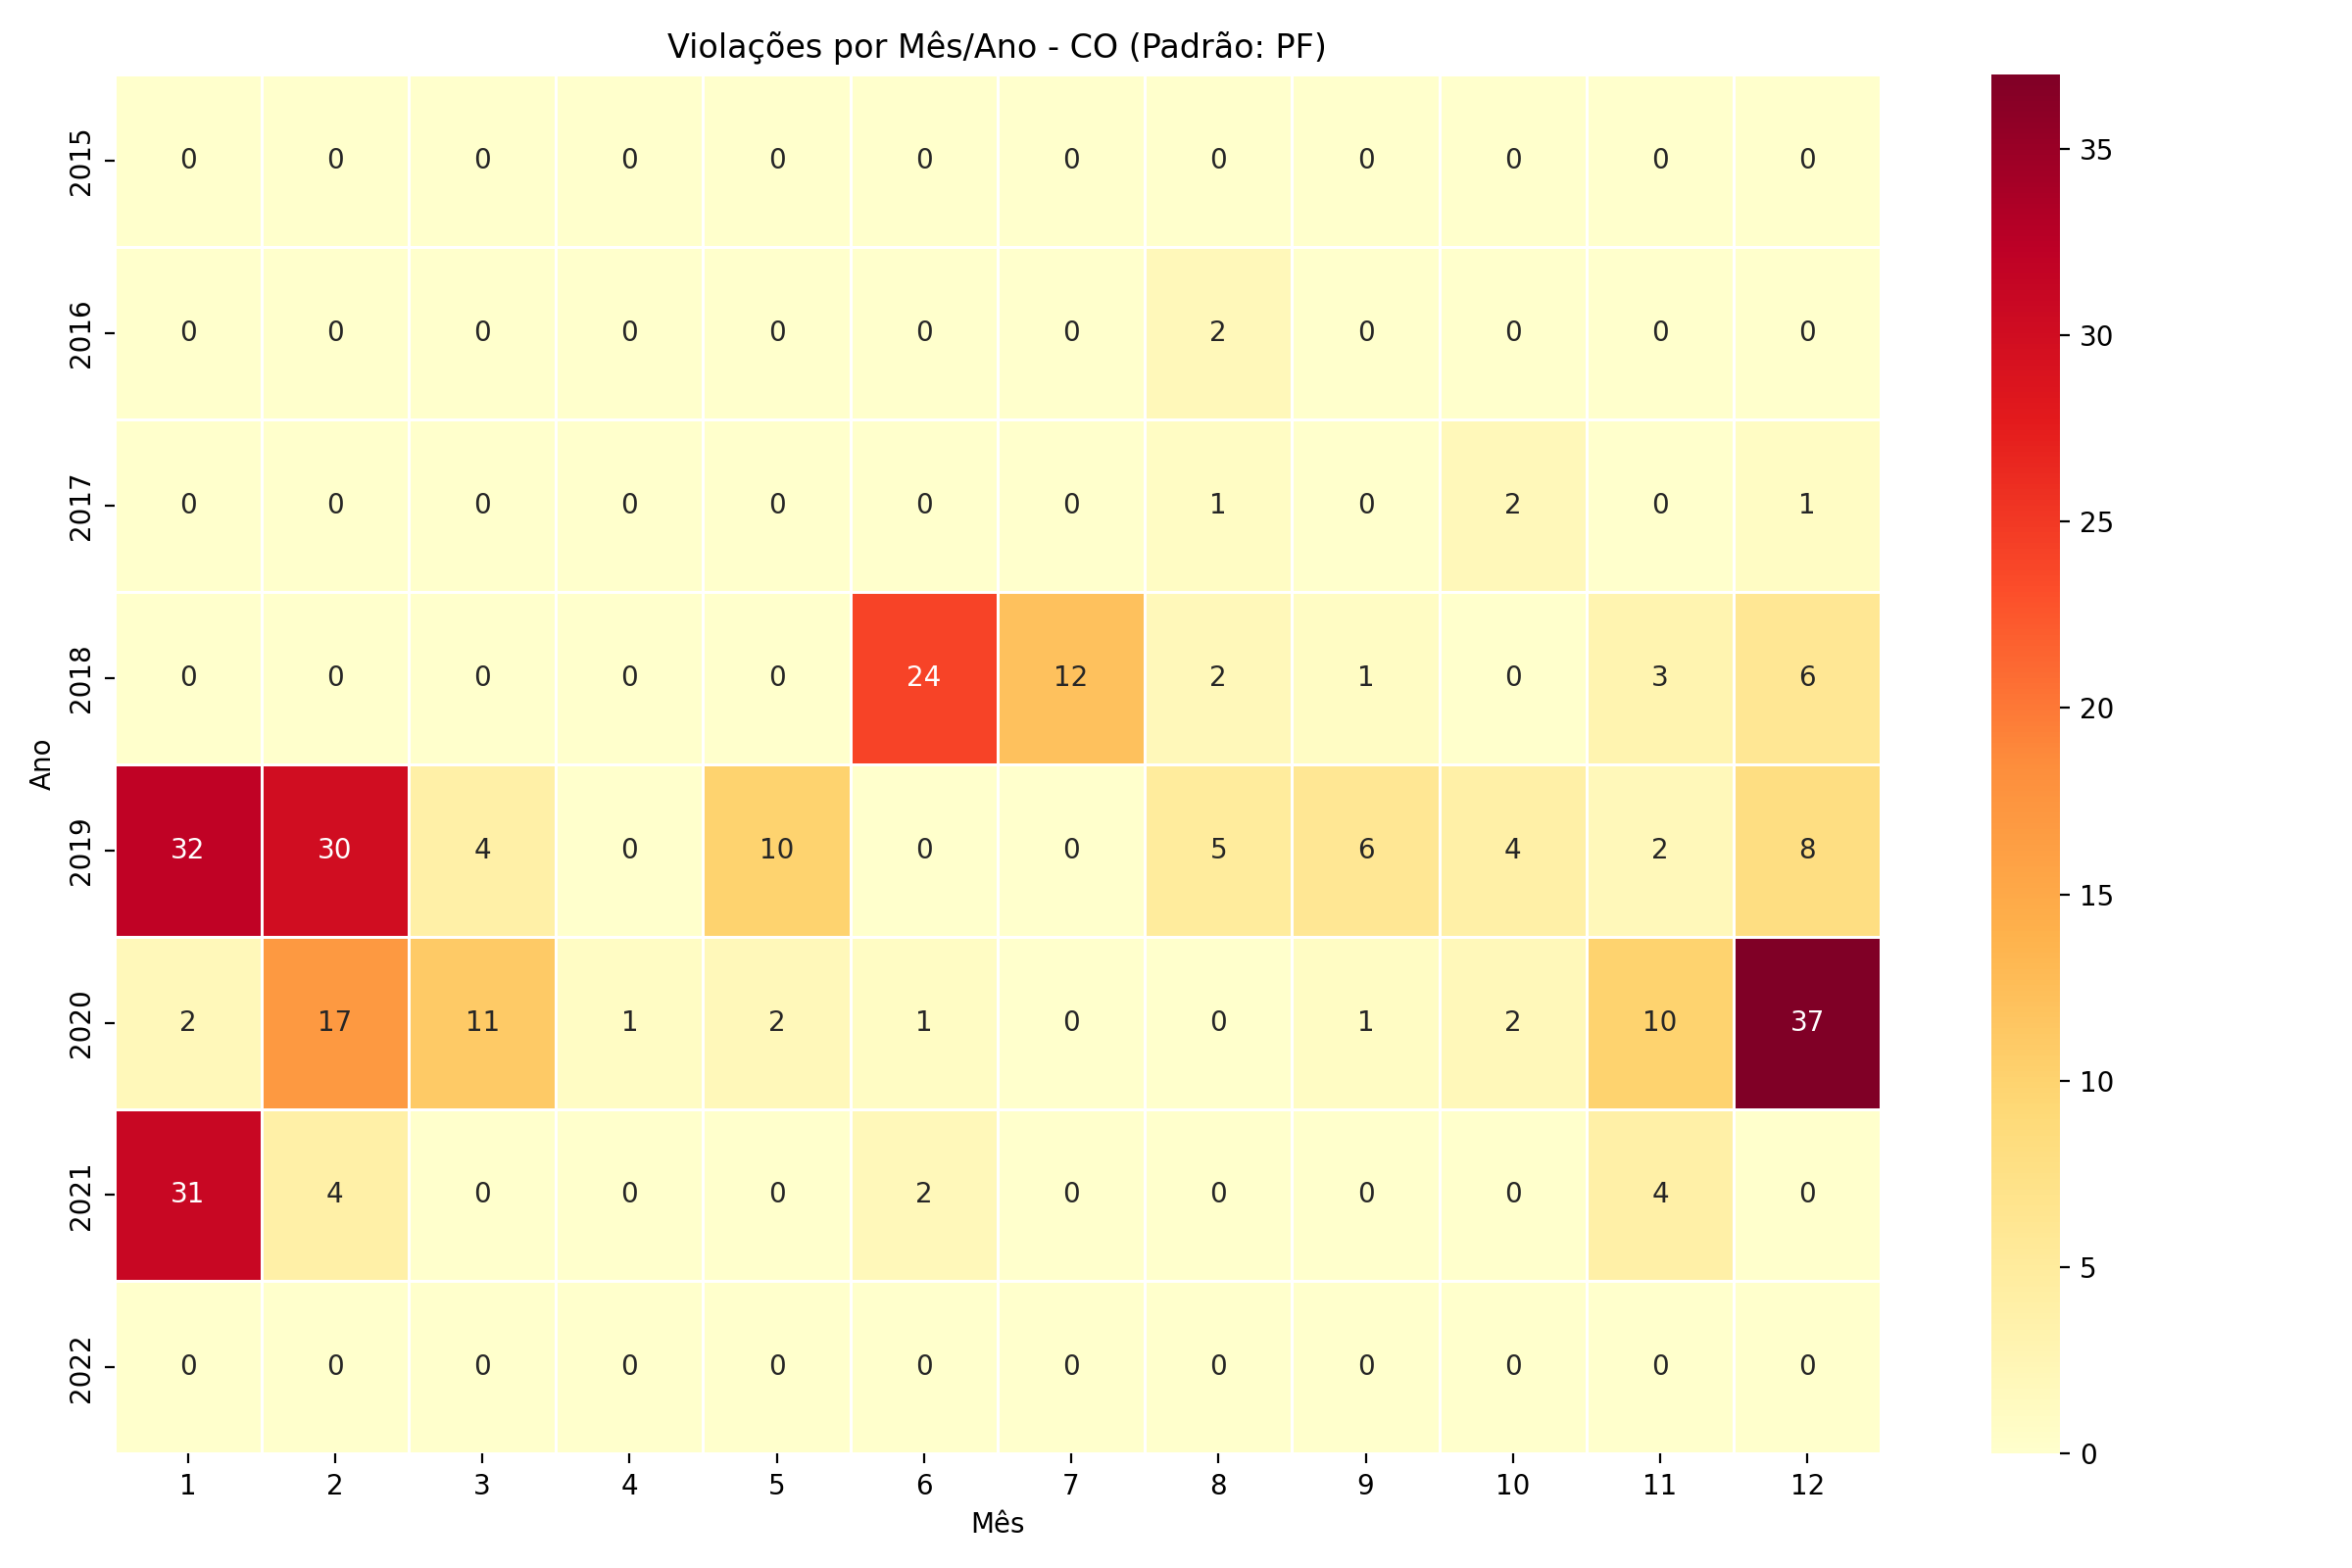 Violações por Mês/Ano - CO (Padrão: PF)
Ano
2015 0 0 0 0 0 0 0 0 0 0 0 0
2016 0 0 0 0 0 0 0 2 0 0 0 0
2017 0 0 0 0 0 0 0 1 0 2 0 1
2018 0 0 0 0 0 24 12 2 1 0 3 6
2019 32 30 4 0 10 0 0 5 6 4 2 8
2020 2 17 11 1 2 1 0 0 1 2 10 37
2021 31 4 0 0 0 2 0 0 0 0 4 0
2022 0 0 0 0 0 0 0 0 0 0 0 0
1 2 3 4 5 6 7 8 9 10 11 12
Mês
35
30
25
20
15
10
5
0